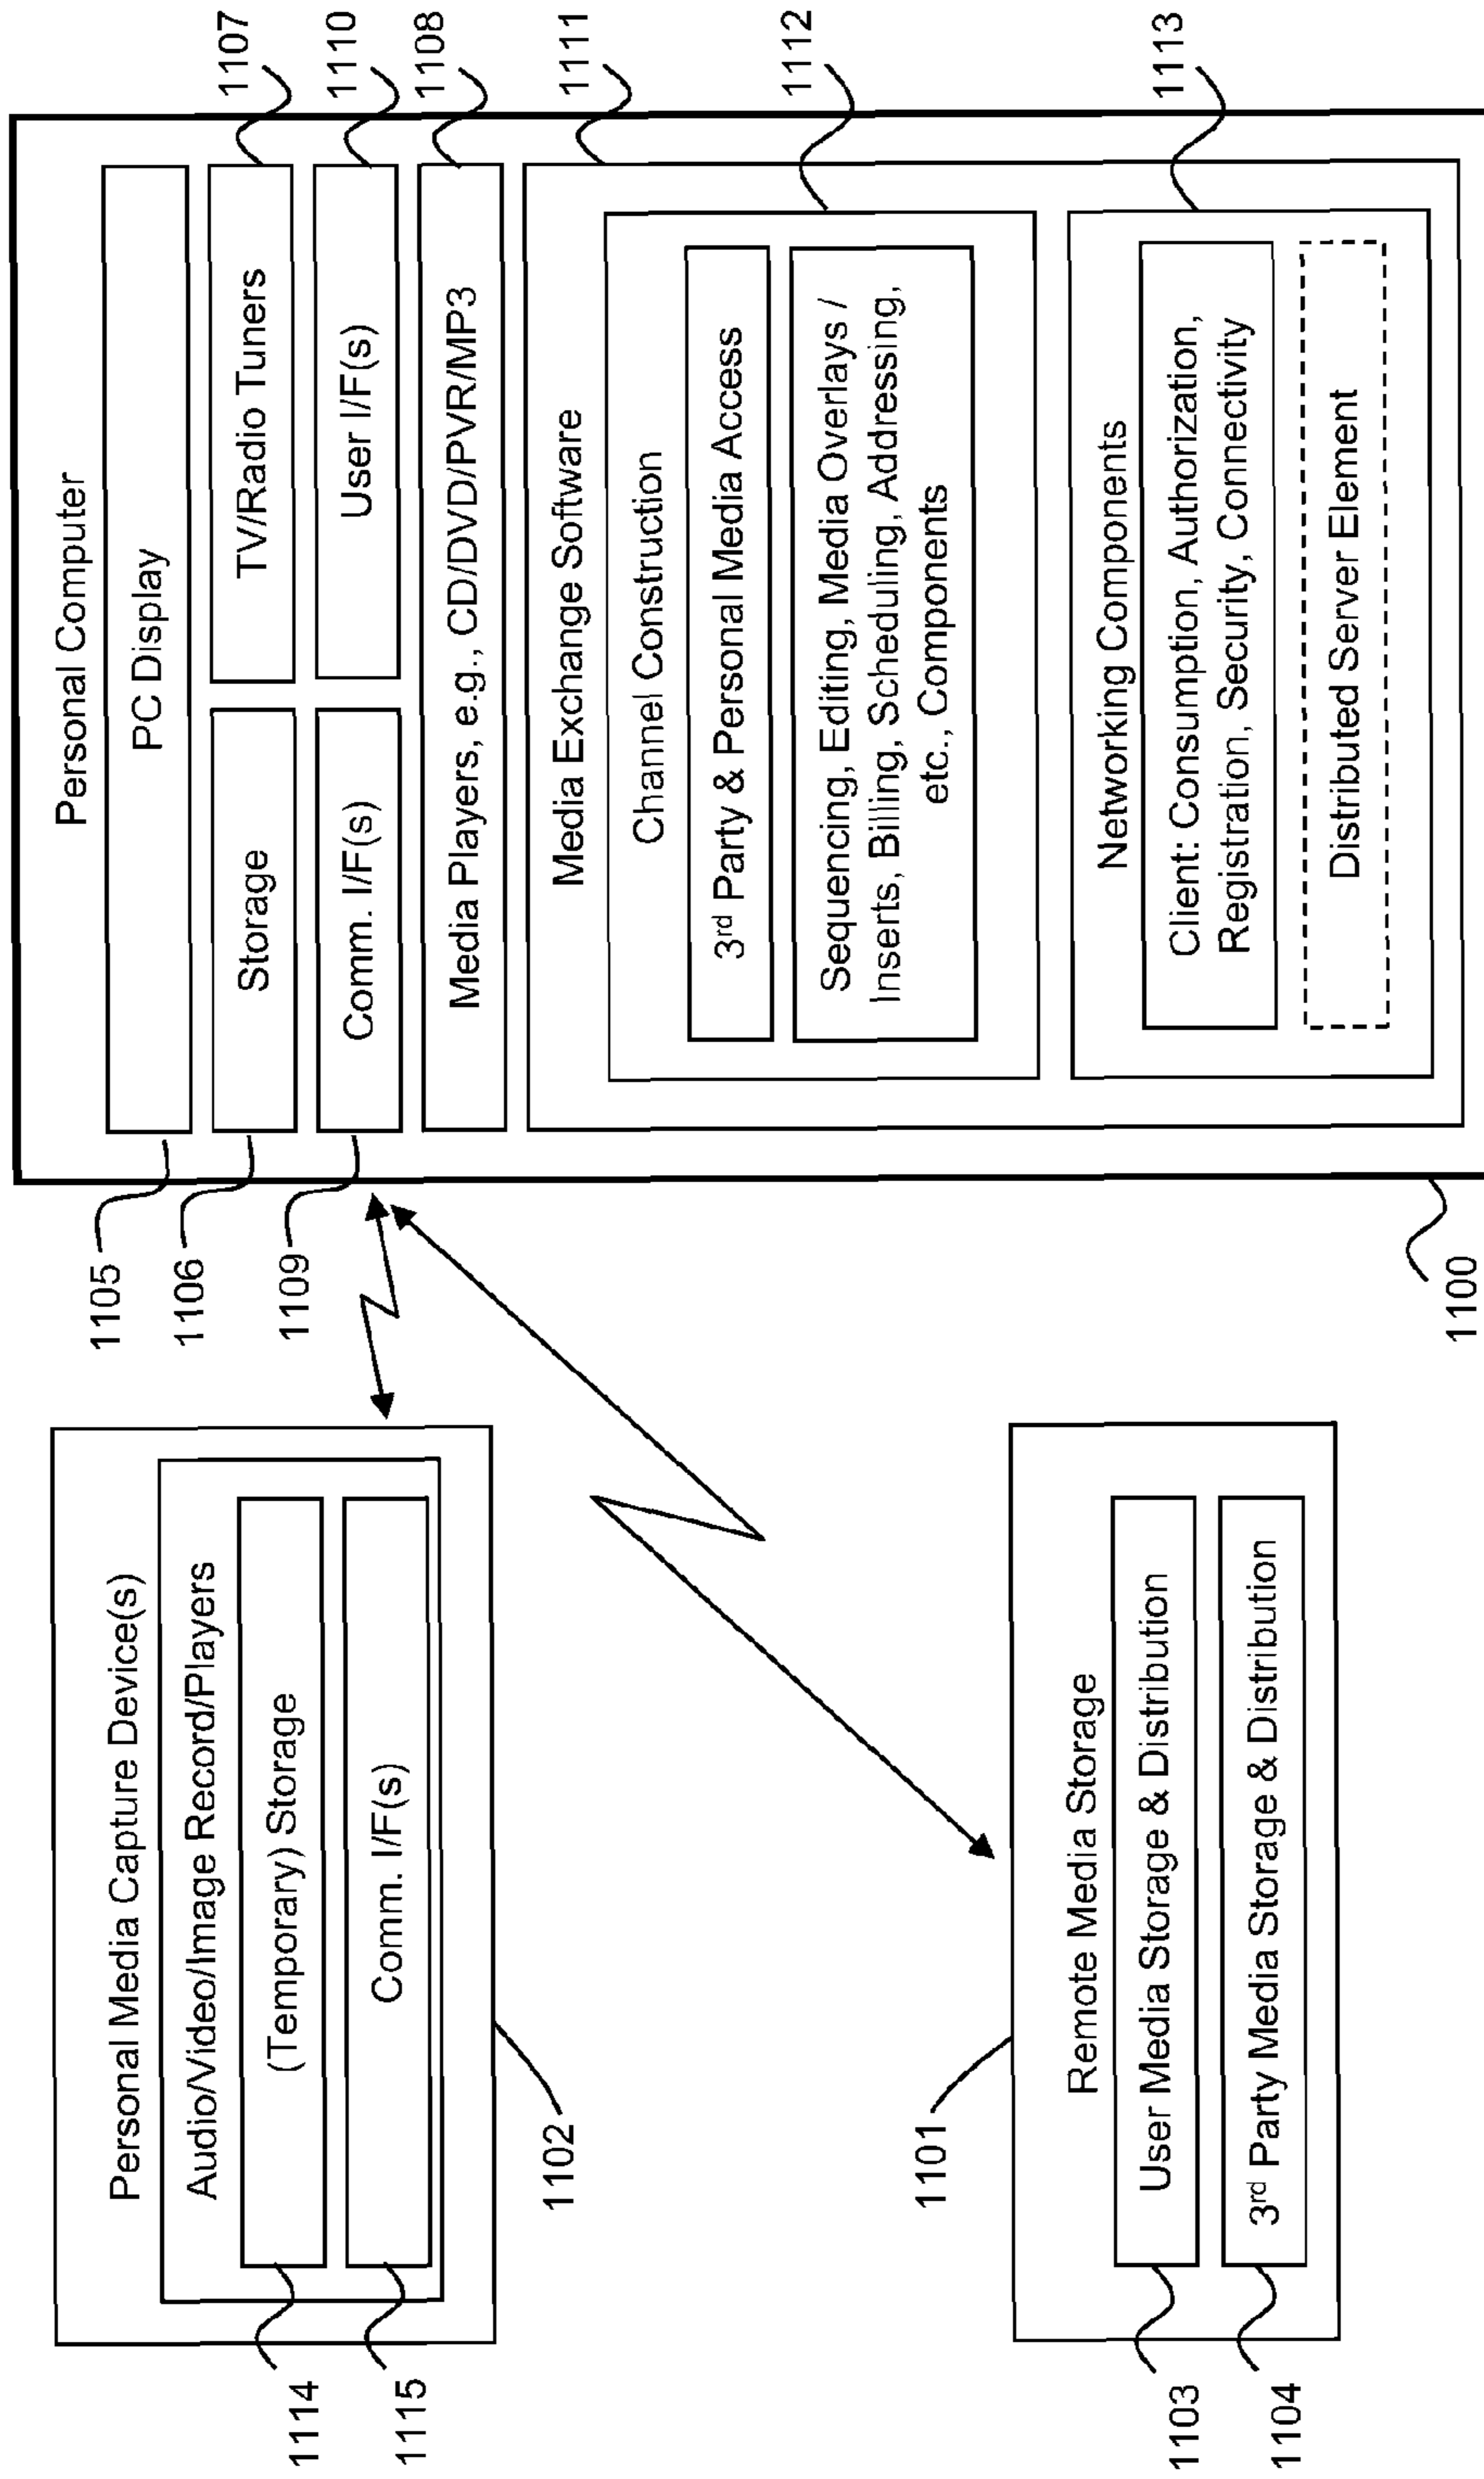 Personal Media Capture Device(s)
Audio/Video/Image Record/Players
(Temporary) Storage
Comm. I/F(s)
1114
1115
1102
Remote Media Storage
User Media Storage & Distribution
3rd Party Media Storage & Distribution
1101
1103
1104
Personal Computer
PC Display
Storage
TV/Radio Tuners
Comm. I/F(s)
User I/F(s)
Media Players, e.g., CD/DVD/PVR/MP3
Media Exchange Software
Channel Construction
3rd Party & Personal Media Access
Sequencing, Editing, Media Overlays /
Inserts, Billing, Scheduling, Addressing,
etc., Components
Networking Components
Client: Consumption, Authorization,
Registration, Security, Connectivity
Distributed Server Element
1105
1106
1109
1100
1107
1110
1108
1111
1112
1113